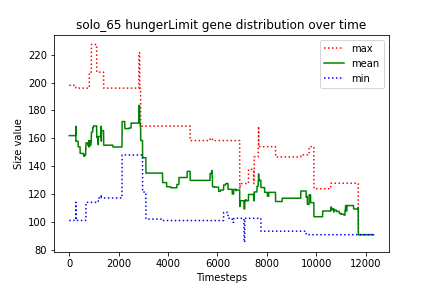 solo_65 hungerLimit gene distribution over time
Size value
220
200
180
160
140
120
100
80
max
mean
min
0 2000 4000 6000 8000 10000 12000
Timesteps